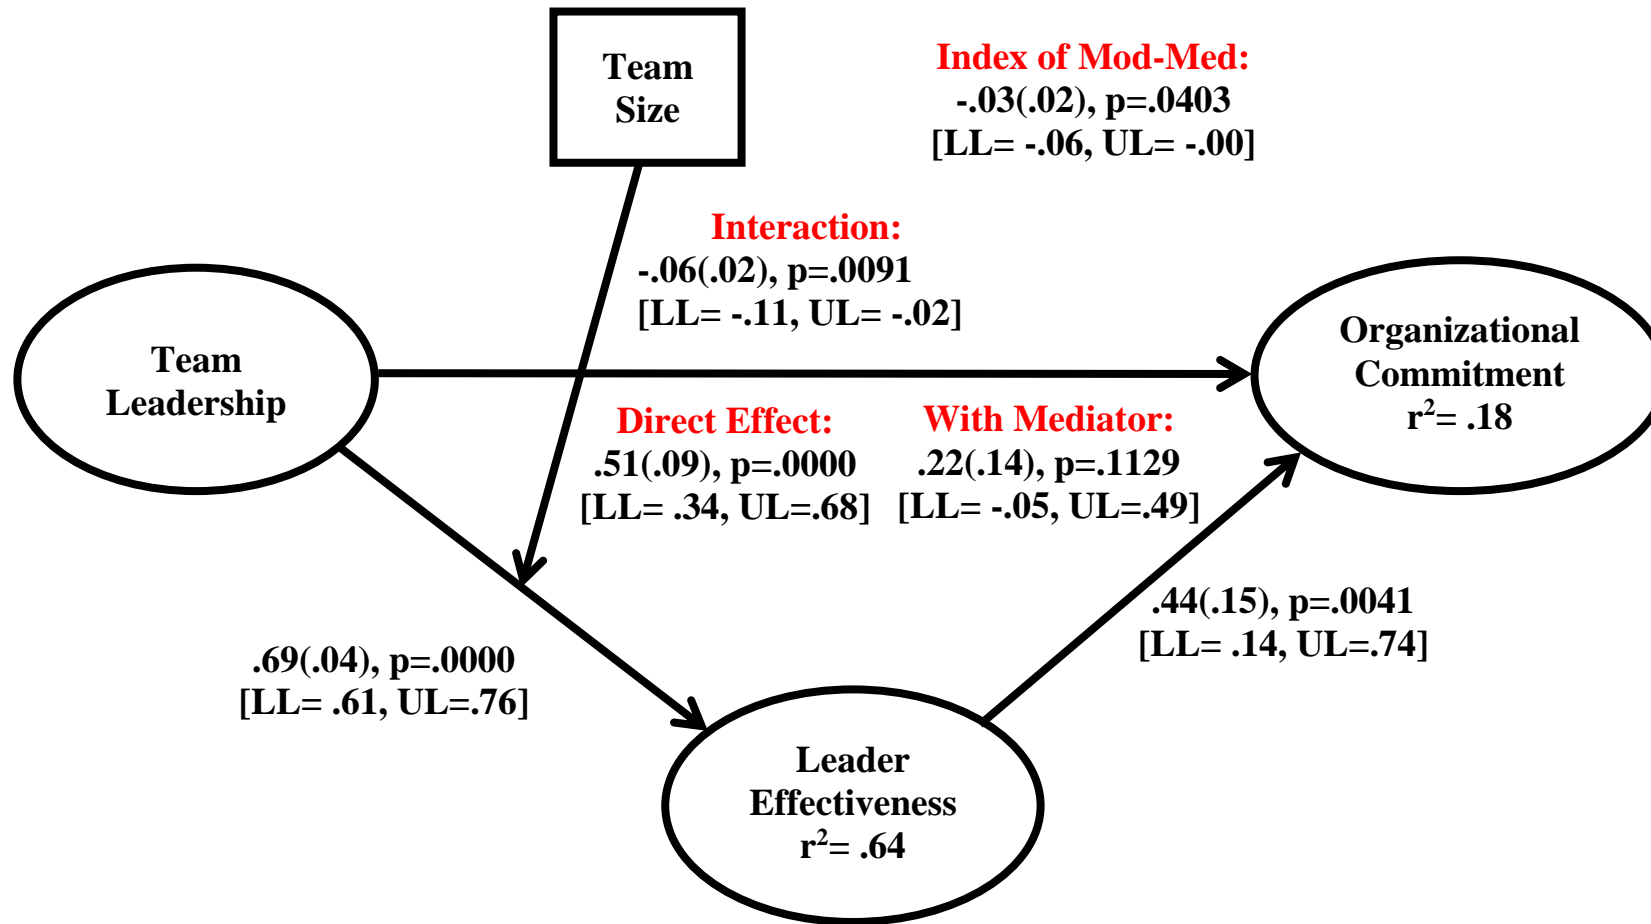 Team
Size
Index of Mod-Med:
-.03(.02), p=.0403
[LL= -.06, UL= -.00]
Interaction:
-.06(.02), p=.0091
[LL= -.11, UL= -.02]
Team
Leadership
Organizational
Commitment
r²= .18
Direct Effect:
.51(.09), p=.0000
[LL= .34, UL=.68]
With Mediator:
.22(.14), p=.1129
[LL= -.05, UL=.49]
.44(.15), p=.0041
[LL= .14, UL=.74]
.69(.04), p=.0000
[LL= .61, UL=.76]
Leader
Effectiveness
r²= .64